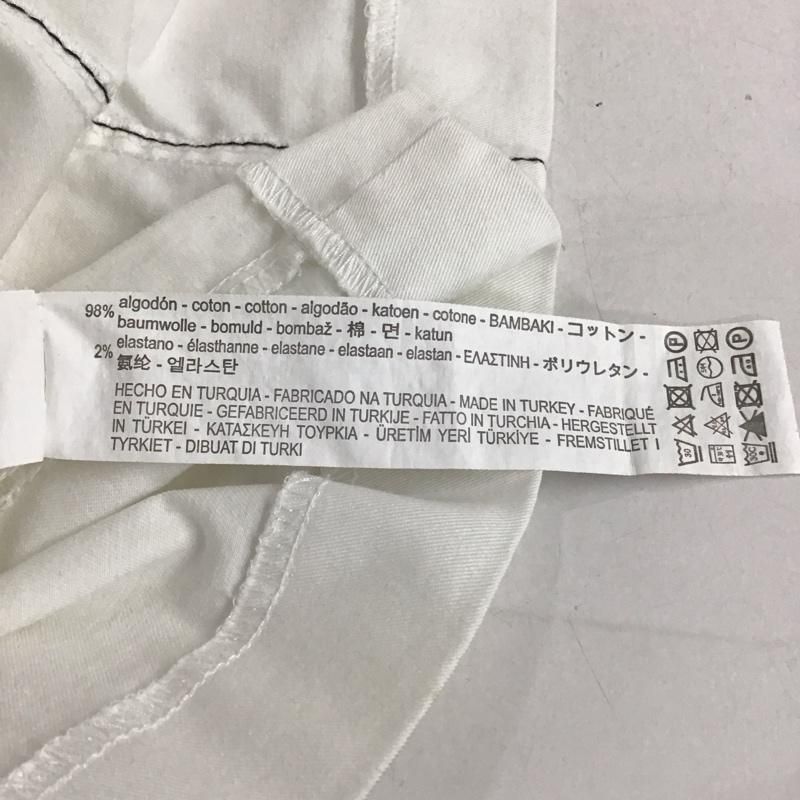 98% algodón - coton - cotton - algodão - katoen - cotone - BAMBAKI - コットン -
baumwolle - bomuld - bombaž - 棉 - 면 - katun
2% elastano - élasthanne - elastane - elastaan - elastan - ΕΛΑΣΤΙΝΗ - ポリウレタン -
氨纶 - 엘라스탄
HECHO EN TURQUIA - FABRICADO NA TURQUIA - MADE IN TURKEY - FABRIQUÉ
EN TURQUIE - GEFABRICEERD IN TURKIJE - FATTO IN TURCHIA - HERGESTELLT
IN TÜRKEI - ΚΑΤΑΣΚΕΥΗ ΤΟΥΡΚΙΑ - ÜRETİM YERİ TÜRKİYE - FREMSTILLET I
TYRKIET - DIBUAT DI TURKI
P P
30